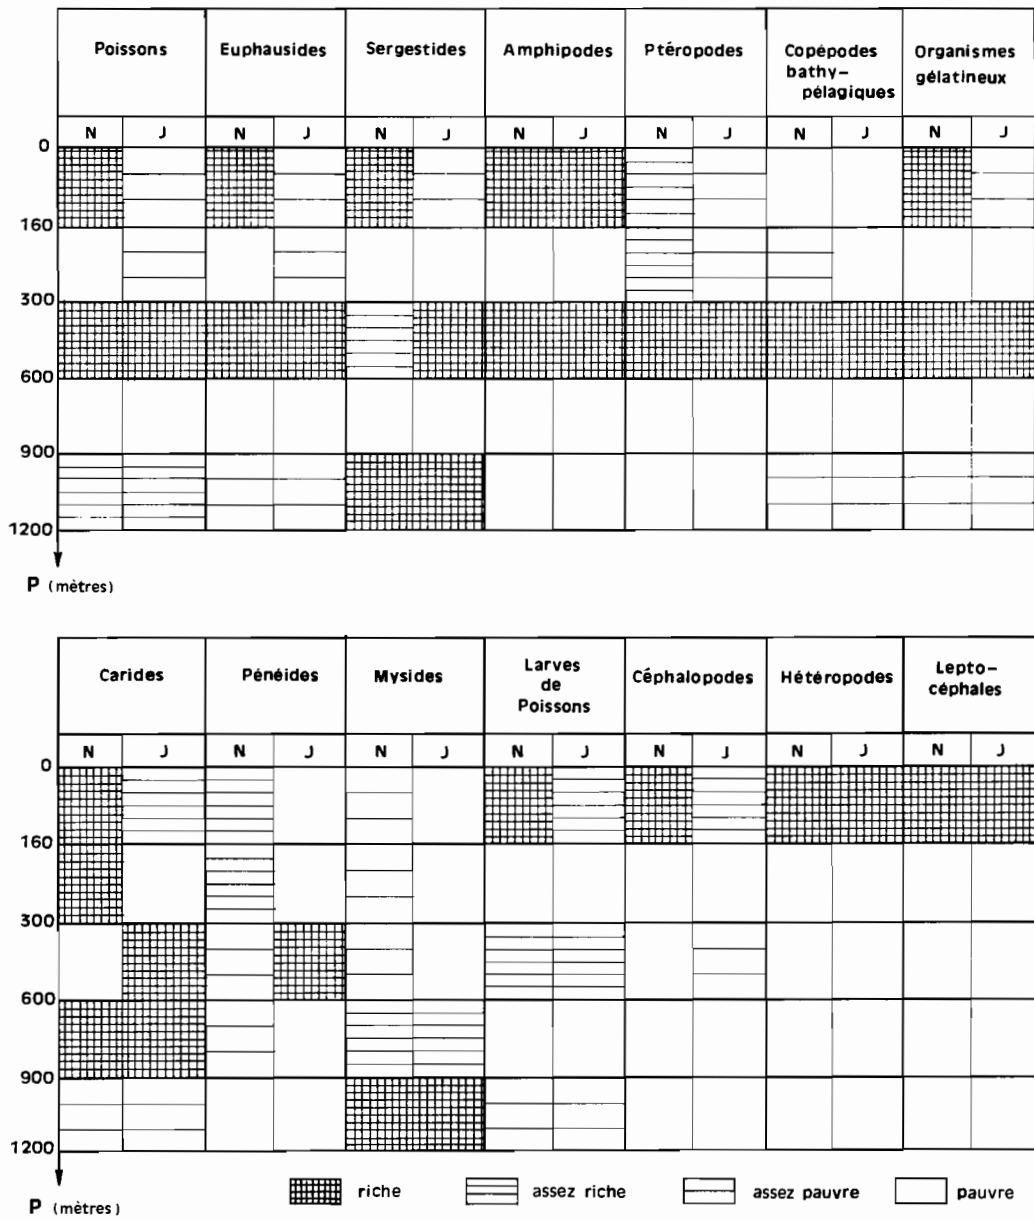 Poissons Euphausides Sergestides Amphipodes Ptéropodes Copépodes bathy-pélagiques Organismes gélatineux
N J N J N J N J N J N J N J
0
160
300
600
900
1200
P (mètres)
Carides Pénéides Mysides Larves de Poissons Céphalopodes Hétéropodes Lepto-céphales
N J N J N J N J N J N J N J
0
160
300
600
900
1200
P (mètres) riche assez riche assez pauvre pauvre